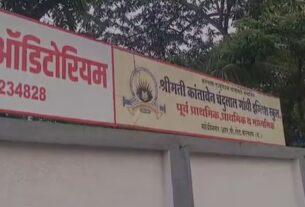 ऑडिटोरियम
234828
श्रीमती कांताबेन चंदुलाल गांधी इंग्लिश स्कूल,
पूर्व प्राथमिक, प्राथमिक व माध्यमिक